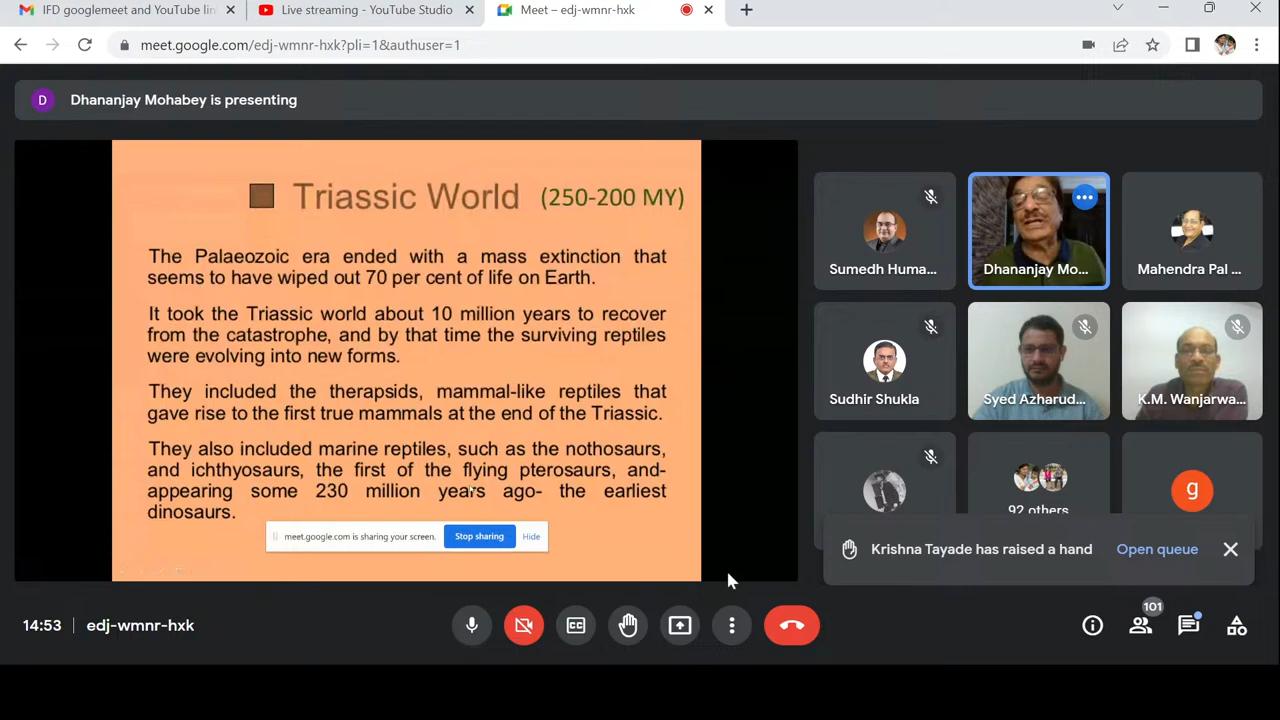 IFD googlemeet and YouTube lin
Live streaming - YouTube Studio
Meet – edj-wmnr-hxk
meet.google.com/edj-wmnr-hxk?pli=1&authuser=1
D
Dhananjay Mohabey is presenting
Triassic World (250-200 MY)
The Palaeozoic era ended with a mass extinction that
seems to have wiped out 70 per cent of life on Earth.
It took the Triassic world about 10 million years to recover
from the catastrophe, and by that time the surviving reptiles
were evolving into new forms.
They included the therapsids, mammal-like reptiles that
gave rise to the first true mammals at the end of the Triassic.
They also included marine reptiles, such as the nothosaurs,
and ichthyosaurs, the first of the flying pterosaurs, and-
appearing some 230 million years ago- the earliest
dinosaurs.
meet.google.com is sharing your screen.
Stop sharing
Hide
Sumedh Huma...
Dhananjay Mo...
Mahendra Pal ...
Sudhir Shukla
Syed Azharud...
K.M. Wanjarwa...
92 others
g
Krishna Tayade has raised a hand
Open queue
14:53
edj-wmnr-hxk
CC
101